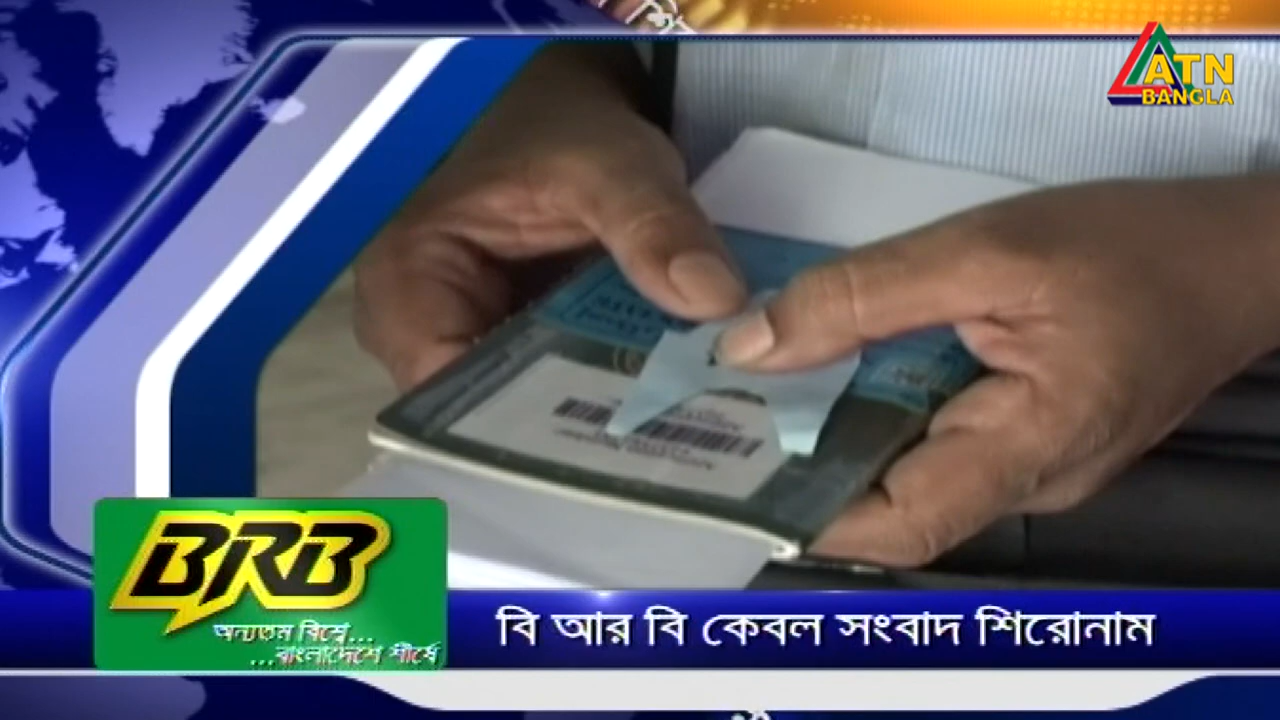 ATN
BANGLA
BRB
অন্যতম বিশ্বে...
...বাংলাদেশে শীর্ষে
বি আর বি কেবল সংবাদ শিরোনাম